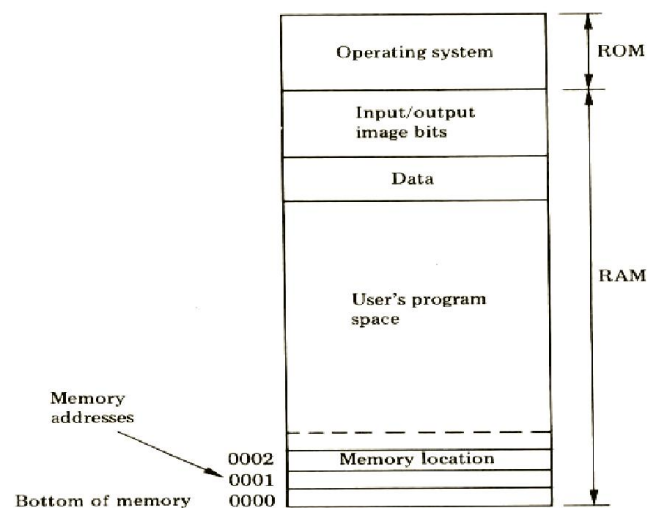 Operating system
ROM
Input/output
image bits
Data
RAM
User's program
space
Memory
addresses
0002
Memory location
0001
Bottom of memory
0000